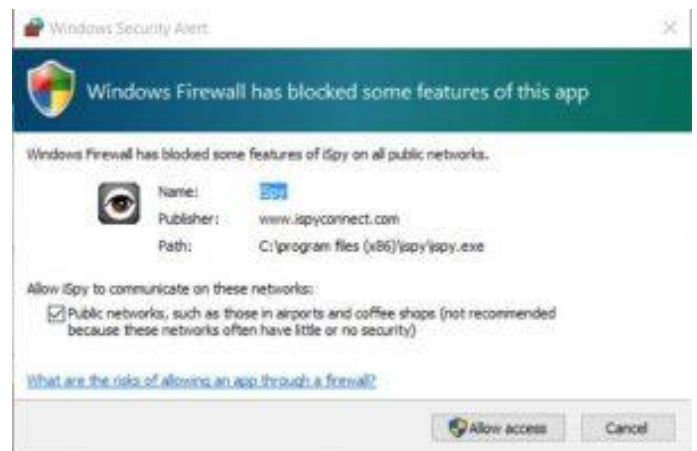 Windows Security Alert
Windows Firewall has blocked some features of this app
Windows Firewall has blocked some features of iSpy on all public networks.
Name: iSpy
Publisher: www.ispyconnect.com
Path: C:\program files (x86)\ispy\ispy.exe
Allow iSpy to communicate on these networks:
Public networks, such as those in airports and coffee shops (not recommended
because these networks often have little or no security)
What are the risks of allowing an app through a firewall?
Allow access Cancel